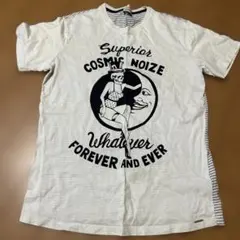 Superior
COSMIC NOIZE
Whatever
FOREVER AND EVER